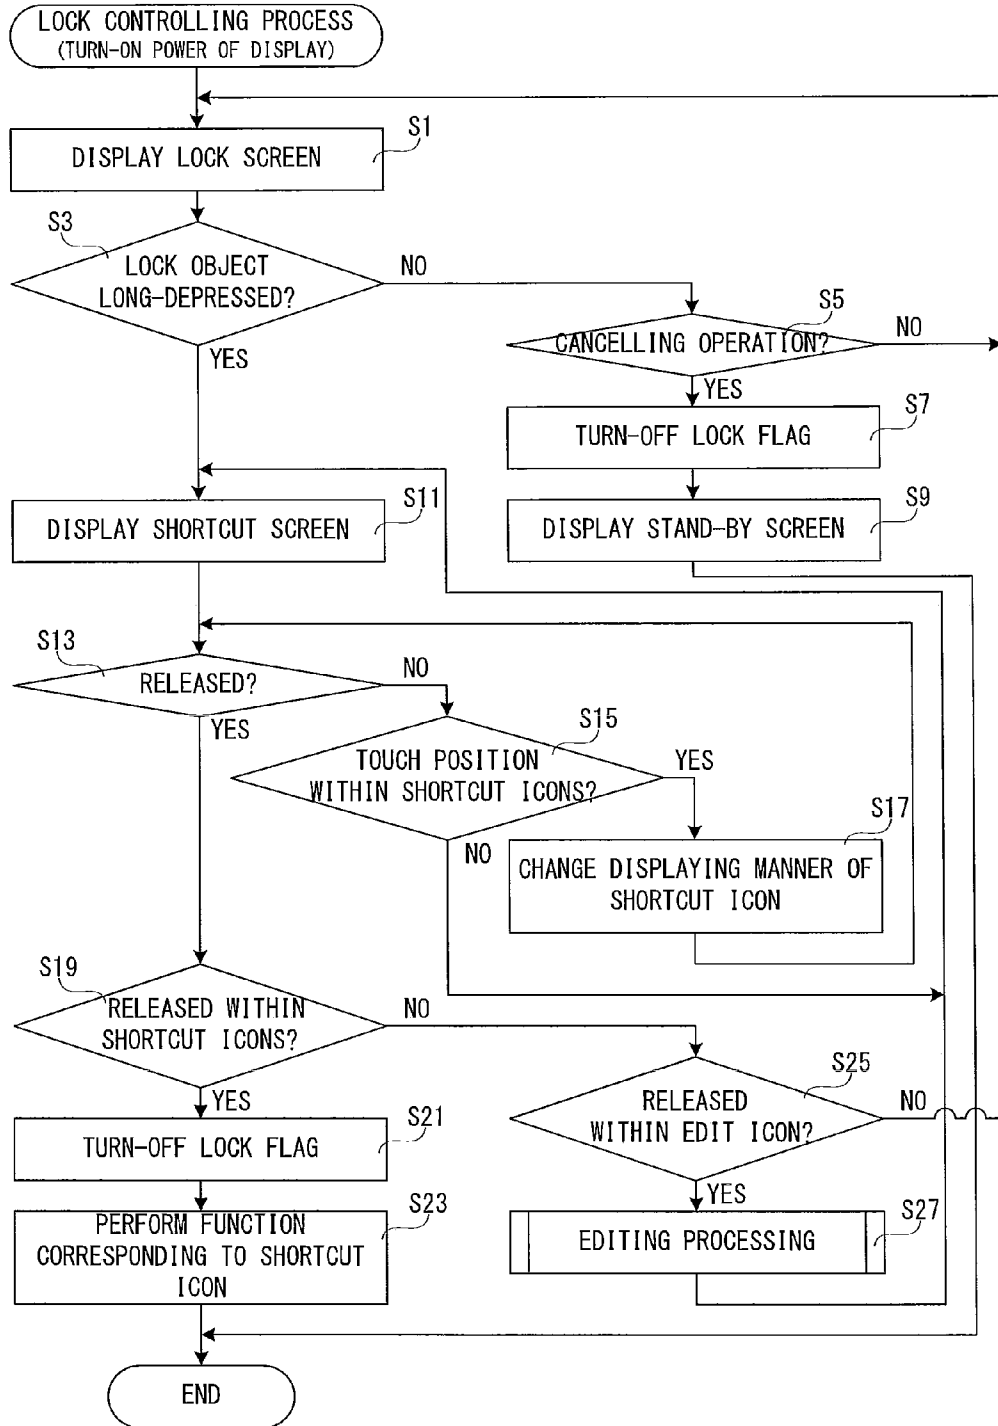 LOCK CONTROLLING PROCESS
(TURN-ON POWER OF DISPLAY)
S1
DISPLAY LOCK SCREEN
S3
LOCK OBJECT
LONG-DEPRESSED?
NO
YES
S5
CANCELLING OPERATION?
NO
YES
S7
TURN-OFF LOCK FLAG
S9
DISPLAY STAND-BY SCREEN
S11
DISPLAY SHORTCUT SCREEN
S13
RELEASED?
NO
YES
S15
TOUCH POSITION
WITHIN SHORTCUT ICONS?
YES
NO
S17
CHANGE DISPLAYING MANNER OF
SHORTCUT ICON
S19
RELEASED WITHIN
SHORTCUT ICONS?
NO
YES
S21
TURN-OFF LOCK FLAG
S23
PERFORM FUNCTION
CORRESPONDING TO SHORTCUT
ICON
S25
RELEASED
WITHIN EDIT ICON?
NO
YES
S27
EDITING PROCESSING
END